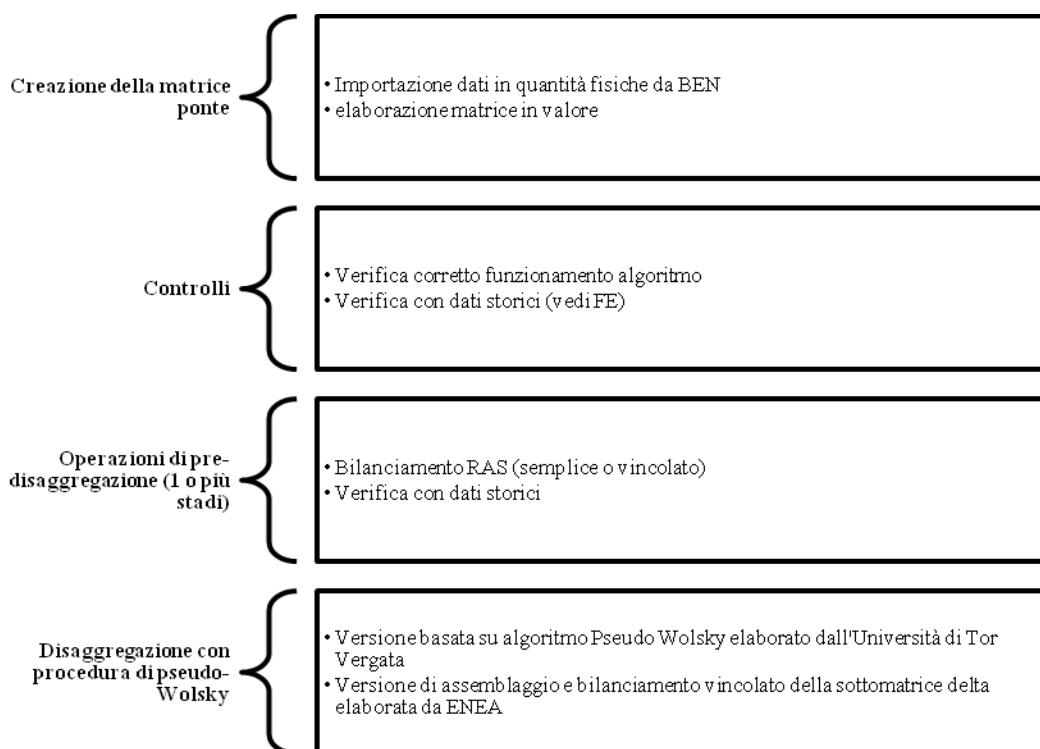 Creazione della matrice
ponte
• Importazione dati in quantità fisiche da BEN
• elaborazione matrice in valore
Controlli
• Verifica corretto funzionamento algoritmo
• Verifica con dati storici (vedi FE)
Operazioni di pre-
disaggregazione (1 o più
stadi)
• Bilanciamento RAS (semplice o vincolato)
• Verifica con dati storici
Disaggregazione con
procedura di pseudo-
Wolsky
• Versione basata su algoritmo Pseudo Wolsky elaborato dall'Università di Tor
Vergata
• Versione di assemblaggio e bilanciamento vincolato della sottomatrice delta
elaborata da ENEA